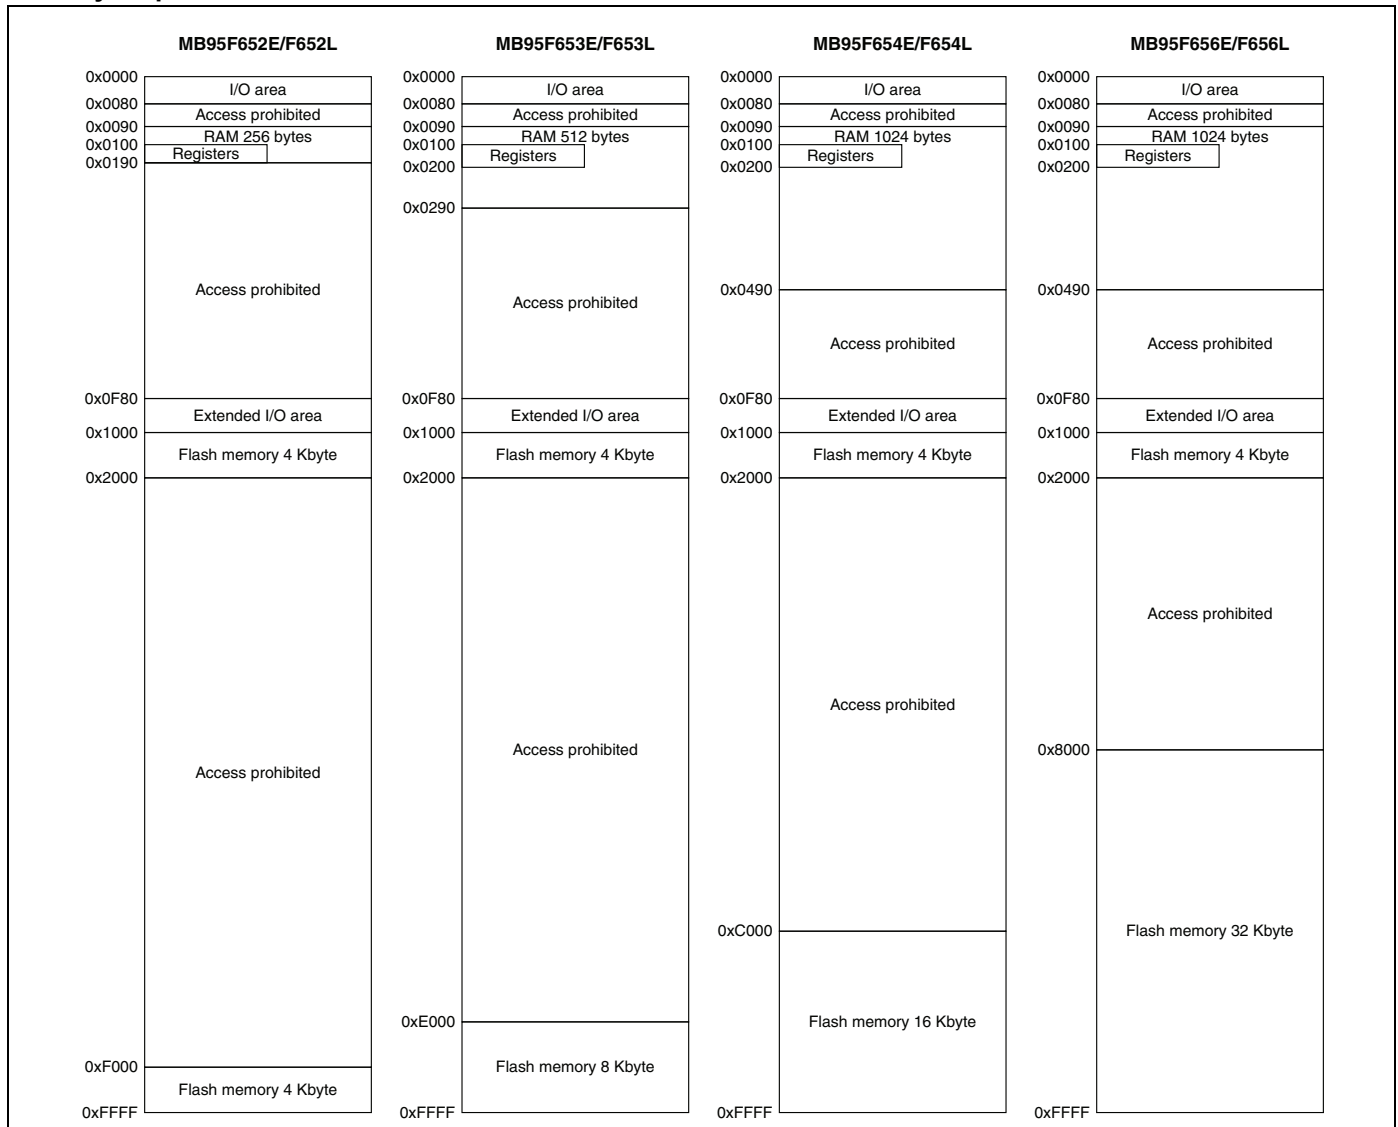 MB95F652E/F652L
0x0000
I/O area
0x0080
Access prohibited
0x0090
RAM 256 bytes
0x0100
Registers
0x0190
Access prohibited
0x0F80
Extended I/O area
0x1000
Flash memory 4 Kbyte
0x2000
Access prohibited
0xF000
Flash memory 4 Kbyte
0xFFFF
MB95F653E/F653L
0x0000
I/O area
0x0080
Access prohibited
0x0090
RAM 512 bytes
0x0100
Registers
0x0200
0x0290
Access prohibited
0x0F80
Extended I/O area
0x1000
Flash memory 4 Kbyte
0x2000
Access prohibited
0xE000
Flash memory 8 Kbyte
0xFFFF
MB95F654E/F654L
0x0000
I/O area
0x0080
Access prohibited
0x0090
RAM 1024 bytes
0x0100
Registers
0x0200
0x0490
Access prohibited
0x0F80
Extended I/O area
0x1000
Flash memory 4 Kbyte
0x2000
Access prohibited
0xC000
Flash memory 16 Kbyte
0xFFFF
MB95F656E/F656L
0x0000
I/O area
0x0080
Access prohibited
0x0090
RAM 1024 bytes
0x0100
Registers
0x0200
0x0490
Access prohibited
0x0F80
Extended I/O area
0x1000
Flash memory 4 Kbyte
0x2000
Access prohibited
0x8000
Flash memory 32 Kbyte
0xFFFF